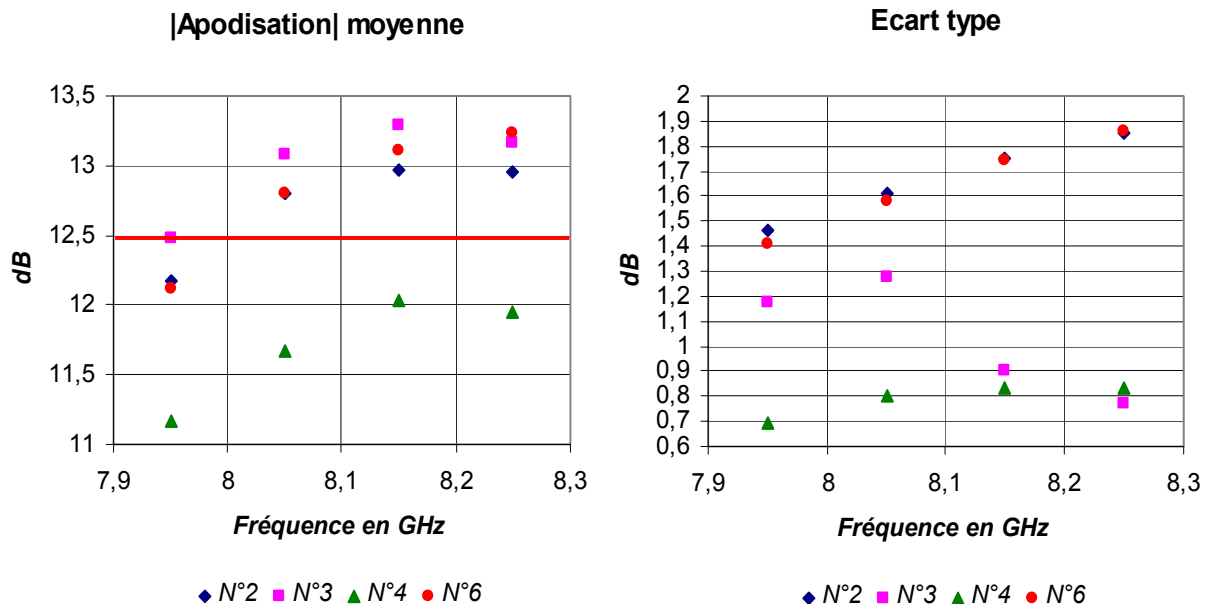 |Apodisation| moyenne
13,5
13
12,5
12
11,5
11
dB
7,9 8 8,1 8,2 8,3
Fréquence en GHz
N°2 N°3 N°4 N°6
Ecart type
2
1,9
1,8
1,7
1,6
1,5
1,4
1,3
1,2
1,1
1
0,9
0,8
0,7
0,6
dB
7,9 8 8,1 8,2 8,3
Fréquence en GHz
N°2 N°3 N°4 N°6